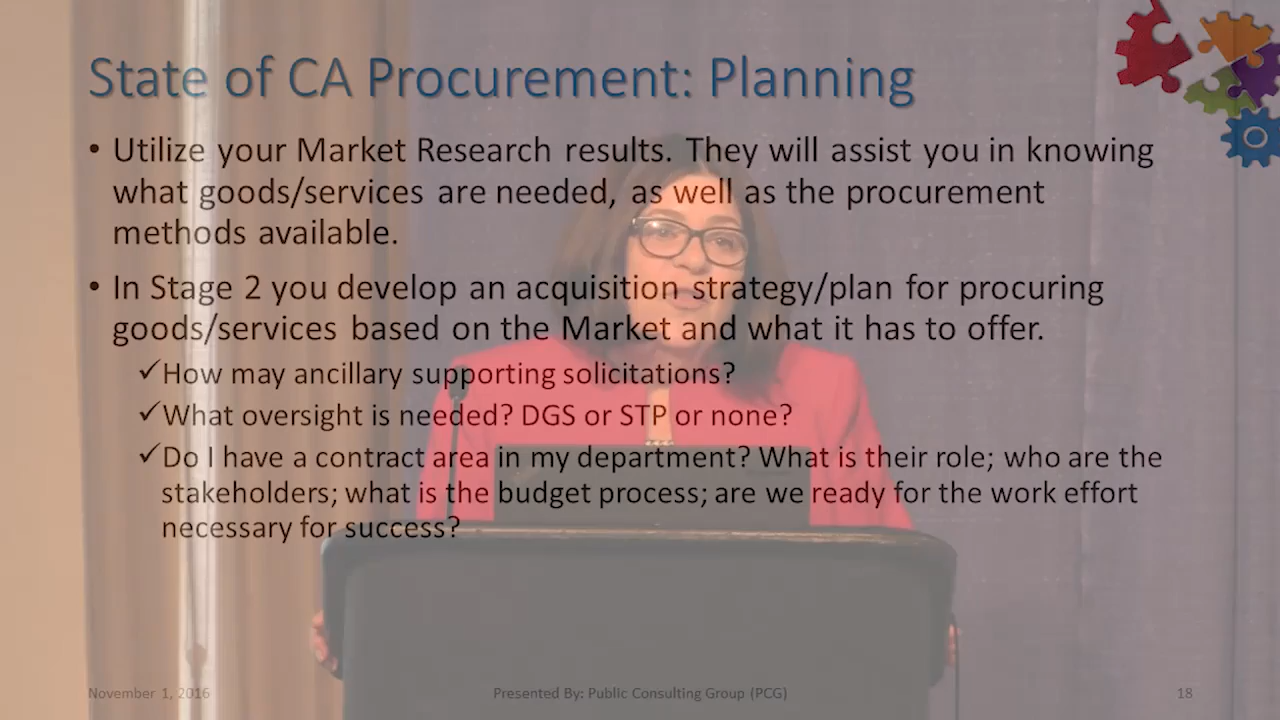 State of CA Procurement: Planning
• Utilize your Market Research results. They will assist you in knowing
what goods/services are needed, as well as the procurement
methods available.
• In Stage 2 you develop an acquisition strategy/plan for procuring
goods/services based on the Market and what it has to offer.
✓How may ancillary supporting solicitations?
✓What oversight is needed? DGS or STP or none?
✓Do I have a contract area in my department? What is their role; who are the
stakeholders; what is the budget process; are we ready for the work effort
necessary for success?
November 1, 2016
Presented By: Public Consulting Group (PCG)
18